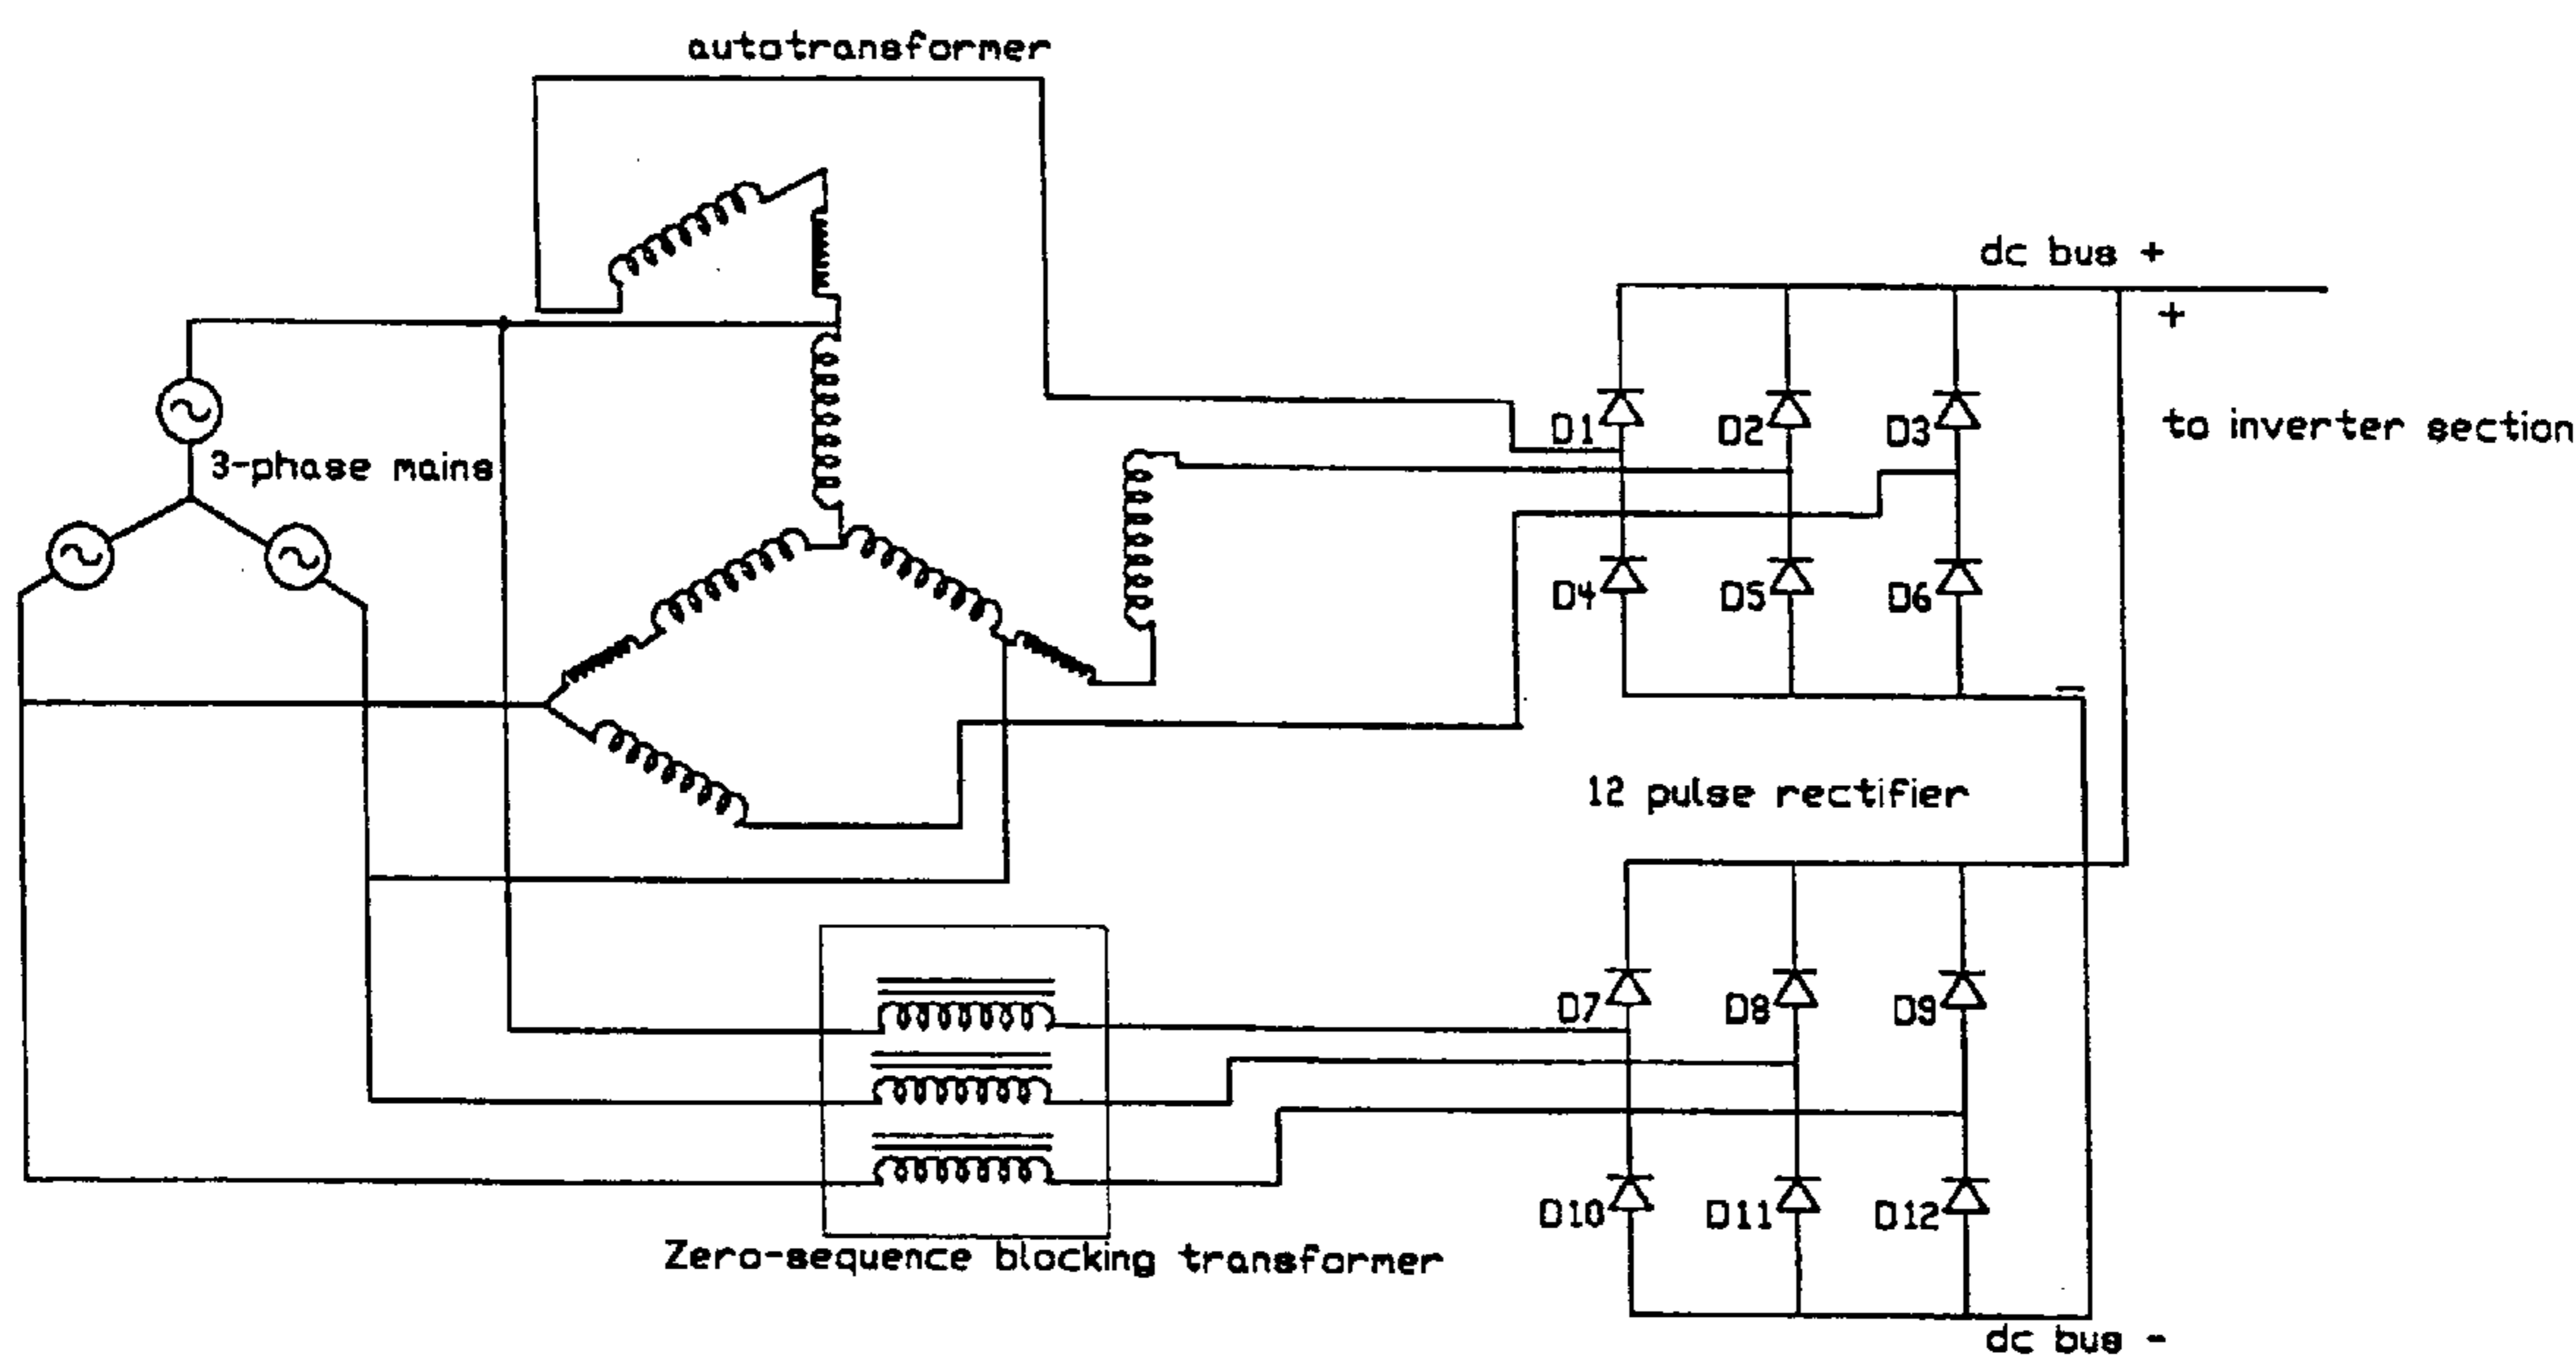 autotransformer
dc bus +
+
D1
D2
D3
to inverter section
3-phase mains
D4
D5
D6
-
12 pulse rectifier
D7
D8
D9
D10
D11
D12
Zero-sequence blocking transformer
dc bus -